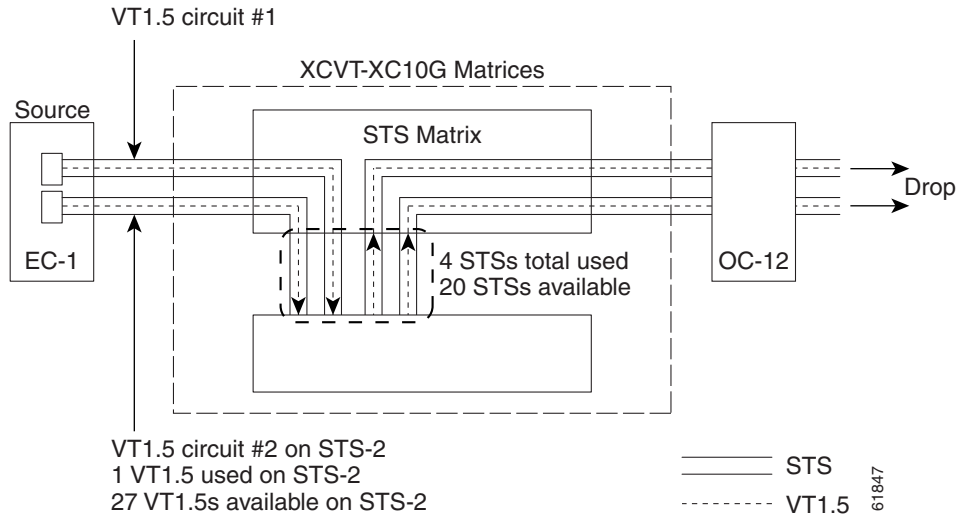 VT1.5 circuit #1
XCVT-XC10G Matrices
Source
STS Matrix
Drop
EC-1
4 STSs total used
20 STSs available
OC-12
VT1.5 circuit #2 on STS-2
1 VT1.5 used on STS-2
27 VT1.5s available on STS-2
STS
VT1.5
61847